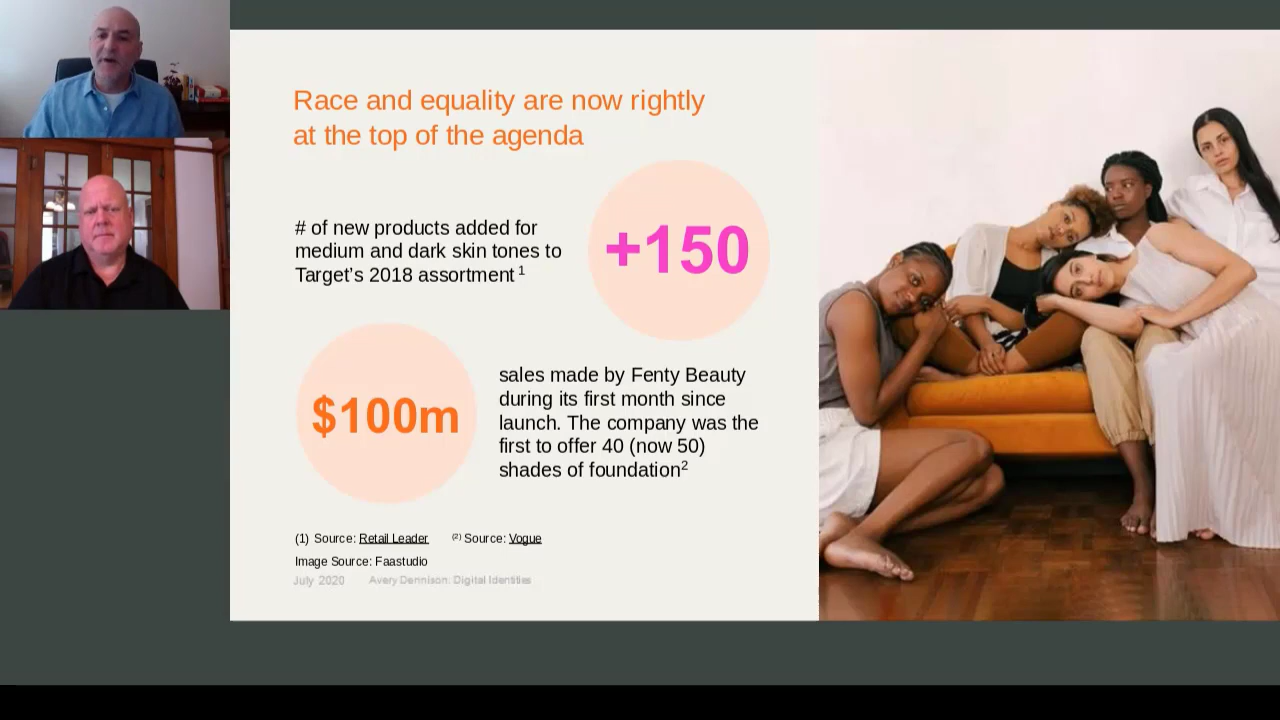 Race and equality are now rightly
at the top of the agenda
# of new products added for
medium and dark skin tones to
Target's 2018 assortment 1
+150
$100m
sales made by Fenty Beauty
during its first month since
launch. The company was the
first to offer 40 (now 50)
shades of foundation2
(1) Source: Retail Leader (2) Source: Vogue
Image Source: Faastudio
July 2020 Avery Dennison: Digital Identities